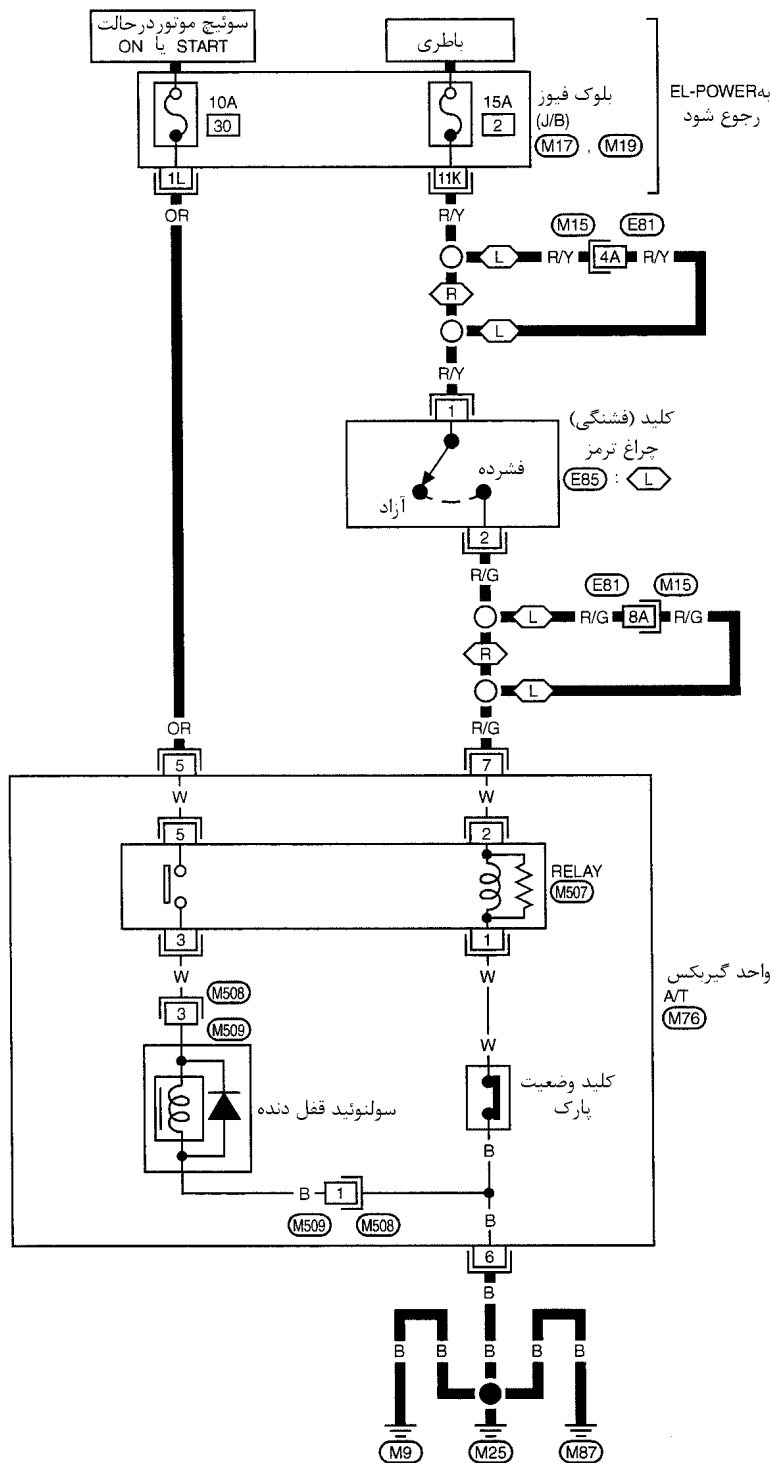 سوئیچ موتور درحالت
ON یا START
باطری
10A
30
15A
2
بلوک فیوز
(J/B)
M17 , M19
به EL-POWER
رجوع شود
1L
11K
OR
R/Y
M15
E81
L
R/Y
4A
R/Y
R
L
R/Y
1
کلید (فشنگی)
چراغ ترمز
E85 : L
فشرده
آزاد
2
R/G
E81
M15
L
R/G
8A
R/G
R
L
OR
R/G
5
7
W
W
5
2
RELAY
M507
3
1
W
W
M508
3
M509
واحد گیربکس
A/T
M76
W
سولنوئید قفل دنده
کلید وضعیت
پارک
B
B
1
M509
M508
B
6
B
B
B
B
B
B
M9
M25
M87